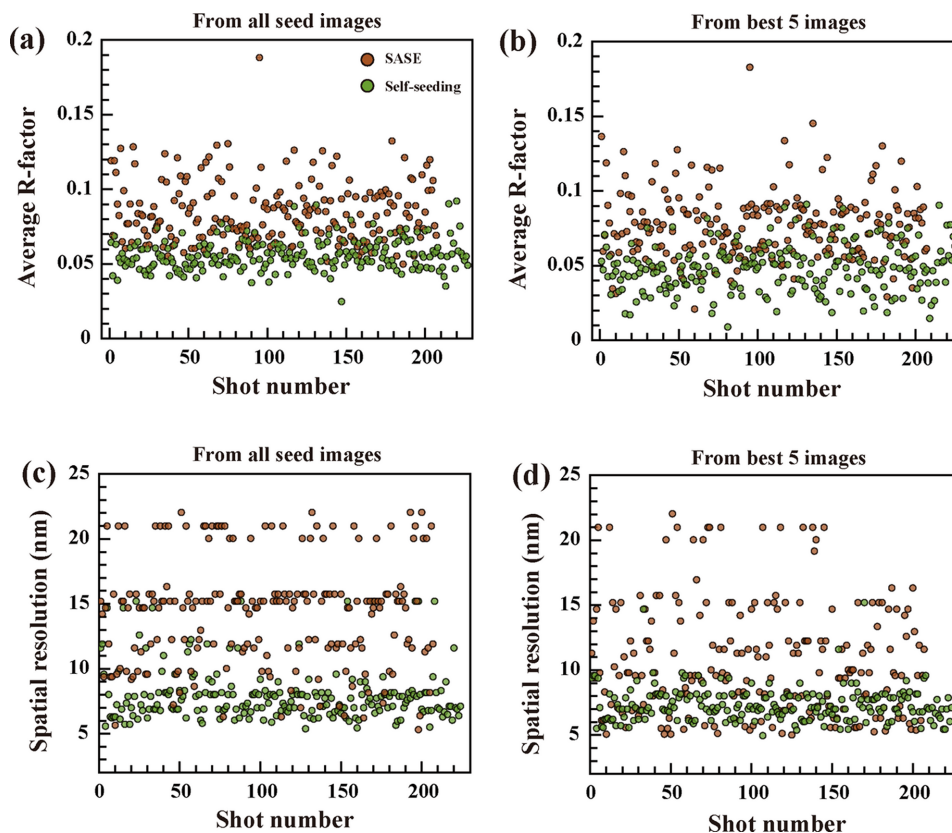 From all seed images
(a)
0.2
0.15
0.1
0.05
0
SASE
Self-seeding
Average R-factor
0 50 100 150 200
Shot number
From best 5 images
(b)
0.2
0.15
0.1
0.05
0
Average R-factor
0 50 100 150 200
Shot number
From all seed images
(c)
25
20
15
10
5
Spatial resolution (nm)
0 50 100 150 200
Shot number
From best 5 images
(d)
25
20
15
10
5
Spatial resolution (nm)
0 50 100 150 200
Shot number